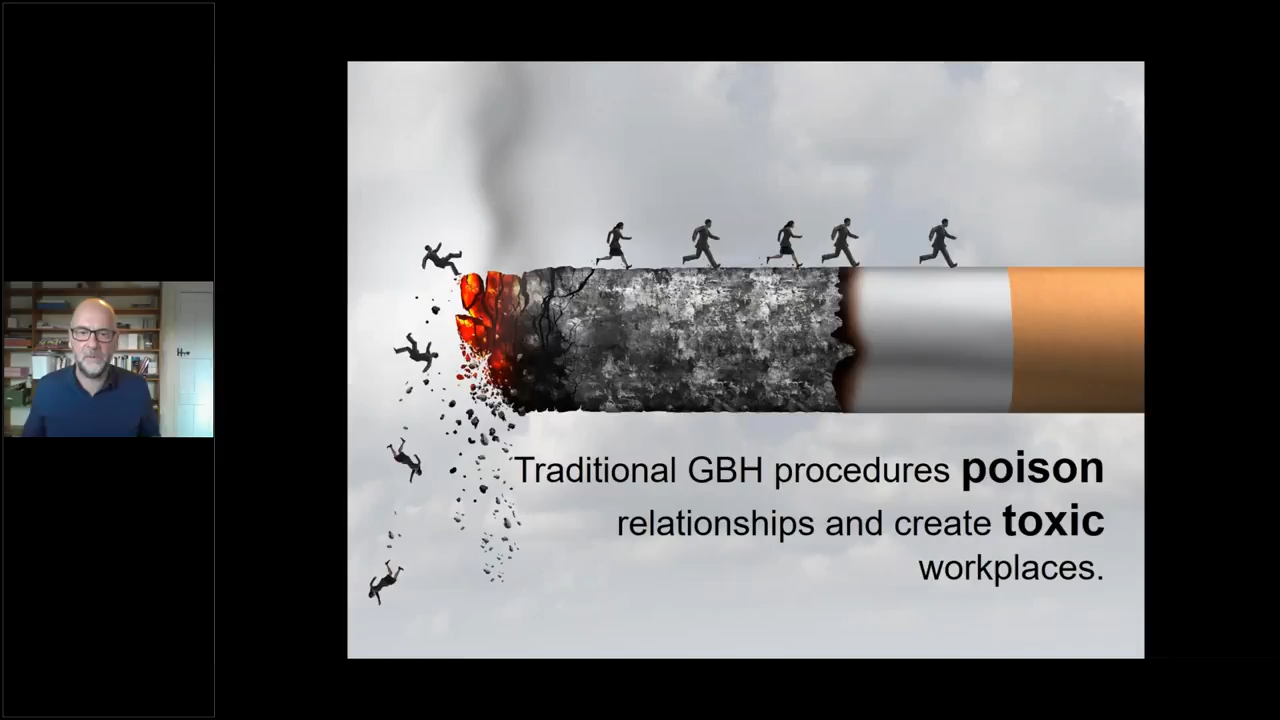 Traditional GBH procedures poison
relationships and create toxic
workplaces.